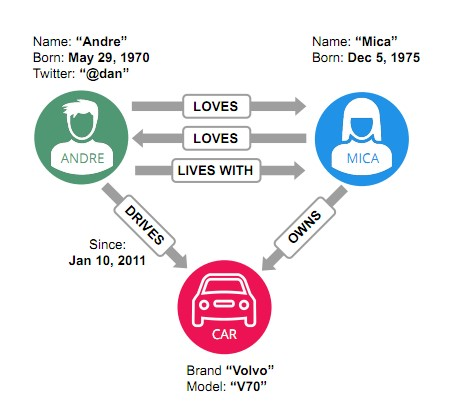 Name: “Andre”
Born: May 29, 1970
Twitter: “@dan”
Name: “Mica”
Born: Dec 5, 1975
LOVES
LOVES
LIVES WITH
ANDRE
MICA
DRIVES
OWNS
Since:
Jan 10, 2011
CAR
Brand “Volvo”
Model: “V70”